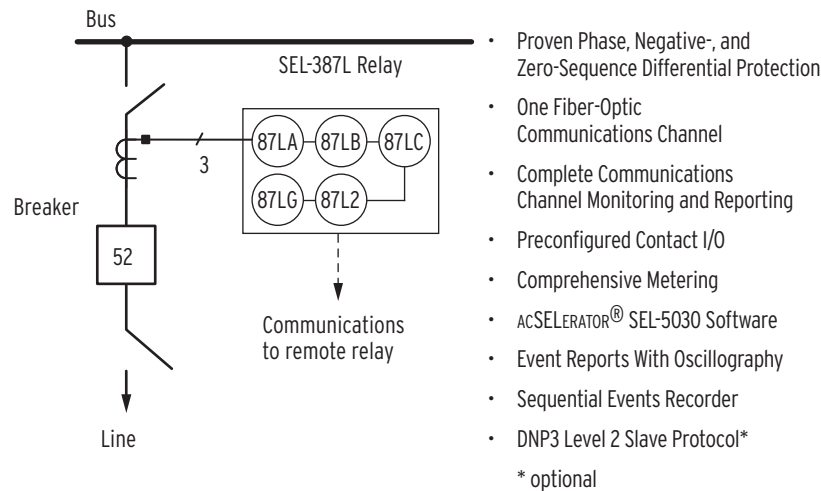 Bus
SEL-387L Relay
87LA
87LB
87LC
3
87LG
87L2
Breaker
52
Communications
to remote relay
Line
• Proven Phase, Negative-, and
Zero-Sequence Differential Protection
• One Fiber-Optic
Communications Channel
• Complete Communications
Channel Monitoring and Reporting
• Preconfigured Contact I/O
• Comprehensive Metering
• ACSELERATOR® SEL-5030 Software
• Event Reports With Oscillography
• Sequential Events Recorder
• DNP3 Level 2 Slave Protocol*
* optional